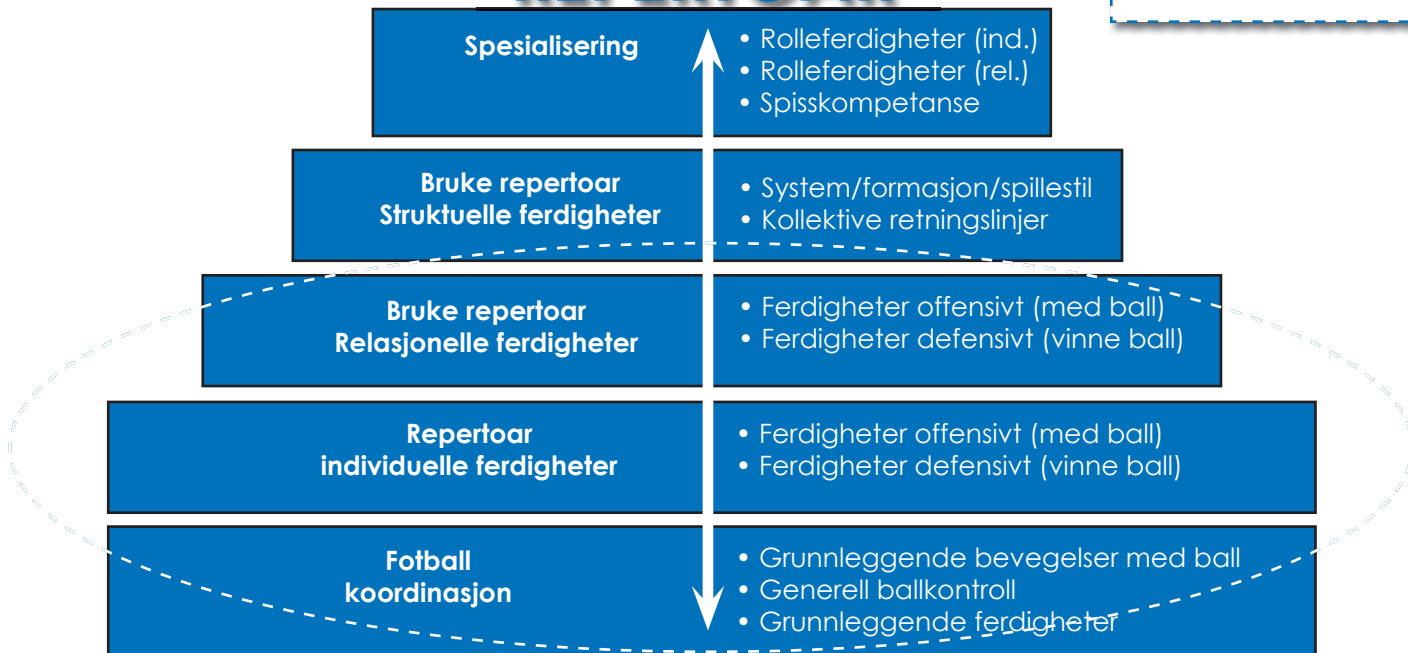 Spesialisering
• Rolleferdigheter (ind.)
• Rolleferdigheter (rel.)
• Spisskompetanse
Bruke repertoar
Struktuelle ferdigheter
• System/formasjon/spillestil
• Kollektive retningslinjer
Bruke repertoar
Relasjonelle ferdigheter
• Ferdigheter offensivt (med ball)
• Ferdigheter defensivt (vinne ball)
Repertoar
individuelle ferdigheter
• Ferdigheter offensivt (med ball)
• Ferdigheter defensivt (vinne ball)
Fotball
koordinasjon
• Grunnleggende bevegelser med ball
• Generell ballkontroll
• Grunnleggende ferdigheter